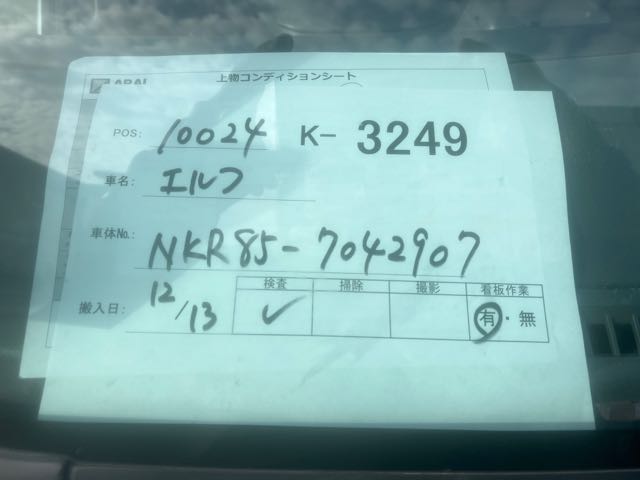 ARAI 上物コンディションシート
POS: 10024 K- 3249
車名: エルフ
車体No.: NKR85-7042907
検査 掃除 撮影 看板作業
搬入日: 12/13 ✓ 有・無